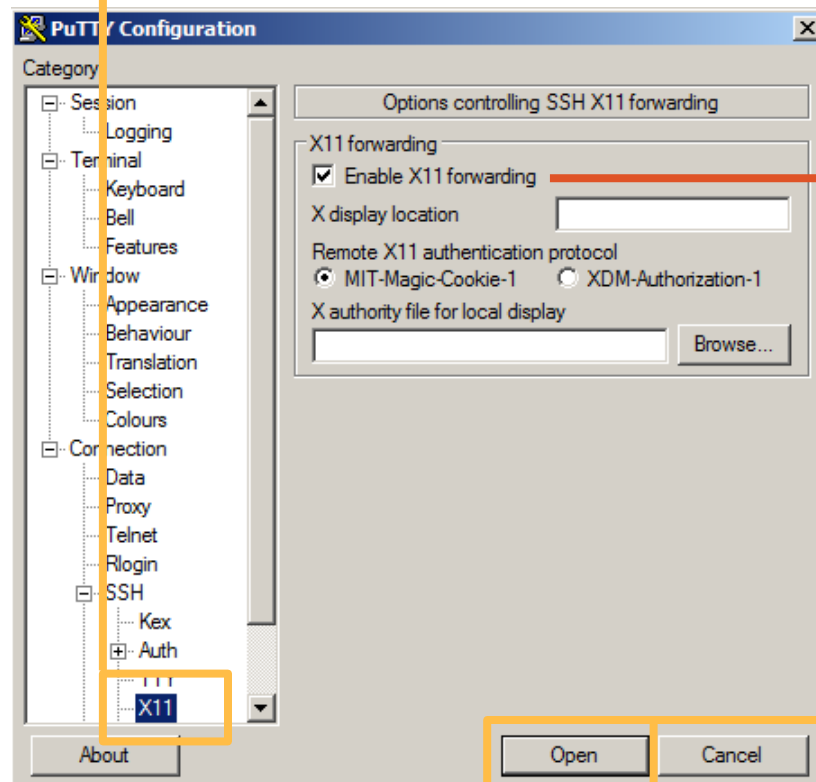 PuTTY Configuration
Category
Session
Logging
Terminal
Keyboard
Bell
Features
Window
Appearance
Behaviour
Translation
Selection
Colours
Connection
Data
Proxy
Telnet
Rlogin
SSH
Kex
Auth
TTY
X11
About
Options controlling SSH X11 forwarding
X11 forwarding
Enable X11 forwarding
X display location
Remote X11 authentication protocol
MIT-Magic-Cookie-1 XDM-Authorization-1
X authority file for local display
Browse...
Open Cancel